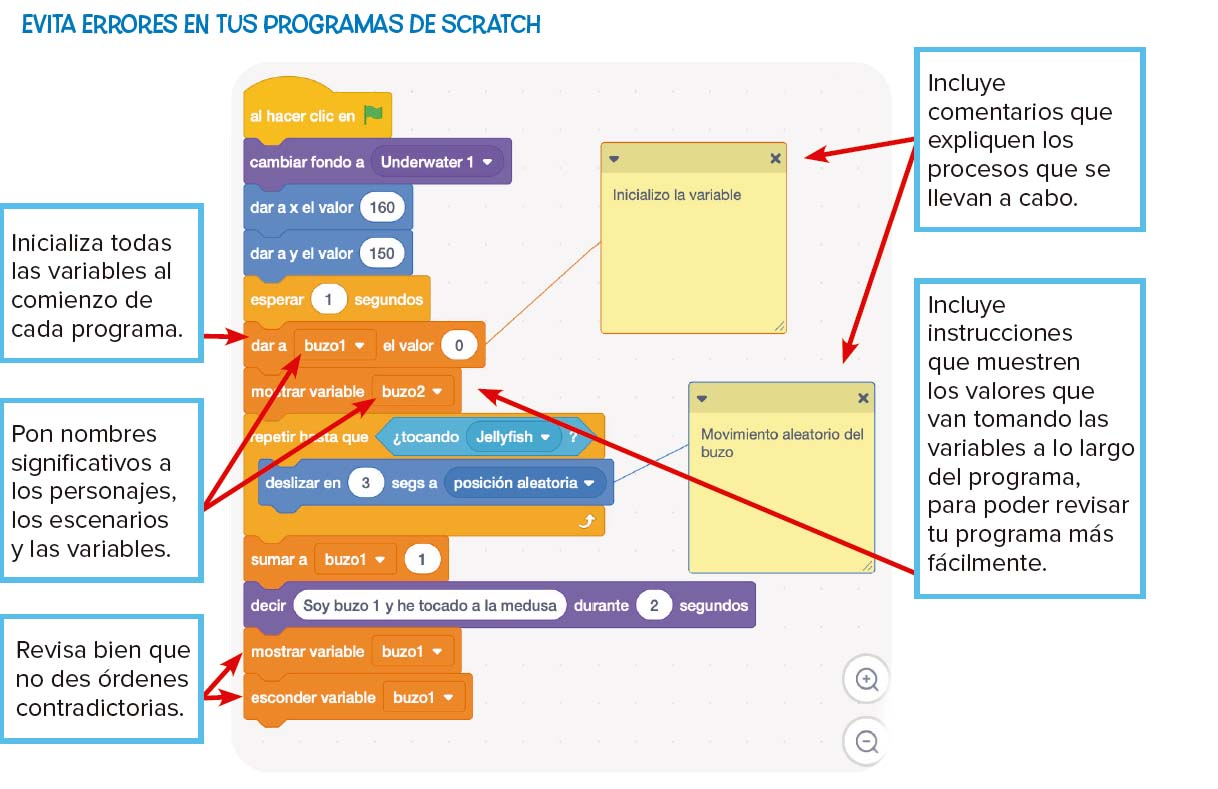 EVITA ERRORES EN TUS PROGRAMAS DE SCRATCH
Inicializa todas
las variables al
comienzo de
cada programa.
Pon nombres
significativos a
los personajes,
los escenarios
y las variables.
Revisa bien que
no des órdenes
contradictorias.
al hacer clic en
cambiar fondo a Underwater 1
dar a x el valor 160
dar a y el valor 150
esperar 1 segundos
dar a buzo1 el valor 0
mostrar variable buzo2
repetir hasta que ¿tocando Jellyfish ?
deslizar en 3 segs a posición aleatoria
sumar a buzo1 1
decir Soy buzo 1 y he tocado a la medusa durante 2 segundos
mostrar variable buzo1
esconder variable buzo1
Inicializo la variable
Movimiento aleatorio del
buzo
Incluye
comentarios que
expliquen los
procesos que se
llevan a cabo.
Incluye
instrucciones
que muestren
los valores que
van tomando las
variables a lo largo
del programa,
para poder revisar
tu programa más
fácilmente.